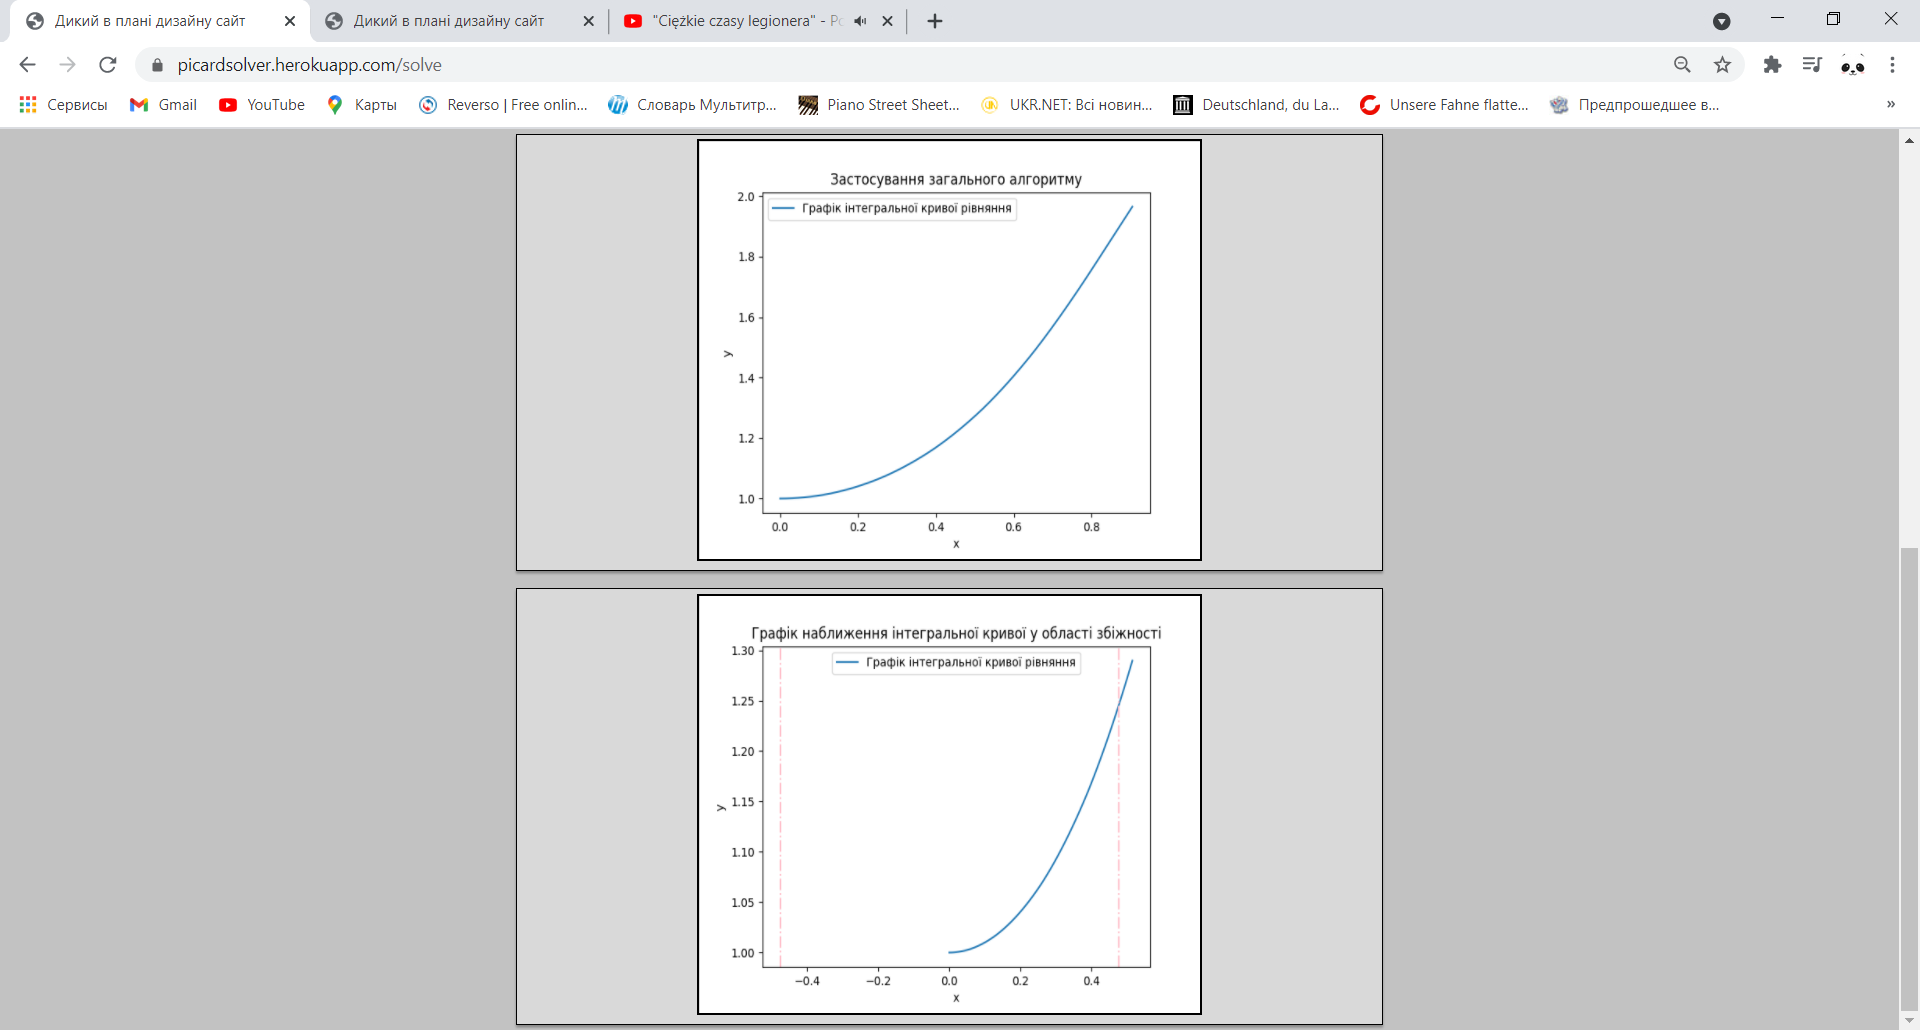 Дикий в плані дизайну сайт
Дикий в плані дизайну сайт
"Ciężkie czasy legionera" -
picardsolver.herokuapp.com/solve
Сервисы
Gmail
YouTube
Карты
Reverso | Free onlin...
Словарь Мультитр...
Piano Street Sheet...
UKR.NET: Всі новин...
Deutschland, du La...
Unsere Fahne flatte...
Предпрошедшее в...
»
Застосування загального алгоритму
Графік інтегральної кривої рівняння
2.0
1.8
1.6
1.4
1.2
1.0
y
0.0 0.2 0.4 0.6 0.8
x
Графік наближення інтегральної кривої у області збіжності
Графік інтегральної кривої рівняння
1.30
1.25
1.20
1.15
1.10
1.05
1.00
y
−0.4 −0.2 0.0 0.2 0.4
x